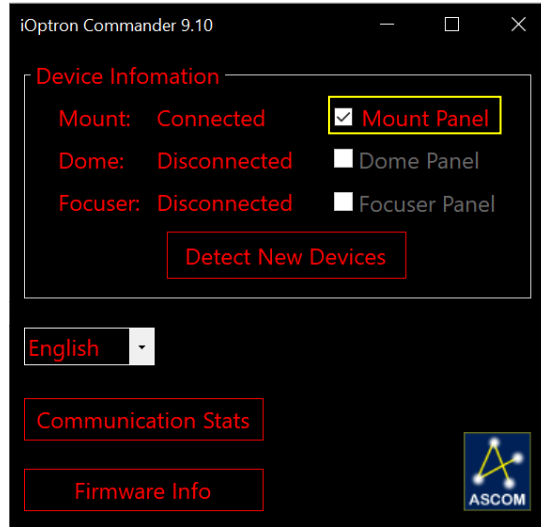 iOptron Commander 9.10
Device Infomation
Mount: Connected Mount Panel
Dome: Disconnected Dome Panel
Focuser: Disconnected Focuser Panel
Detect New Devices
English
Communication Stats
Firmware Info
ASCOM